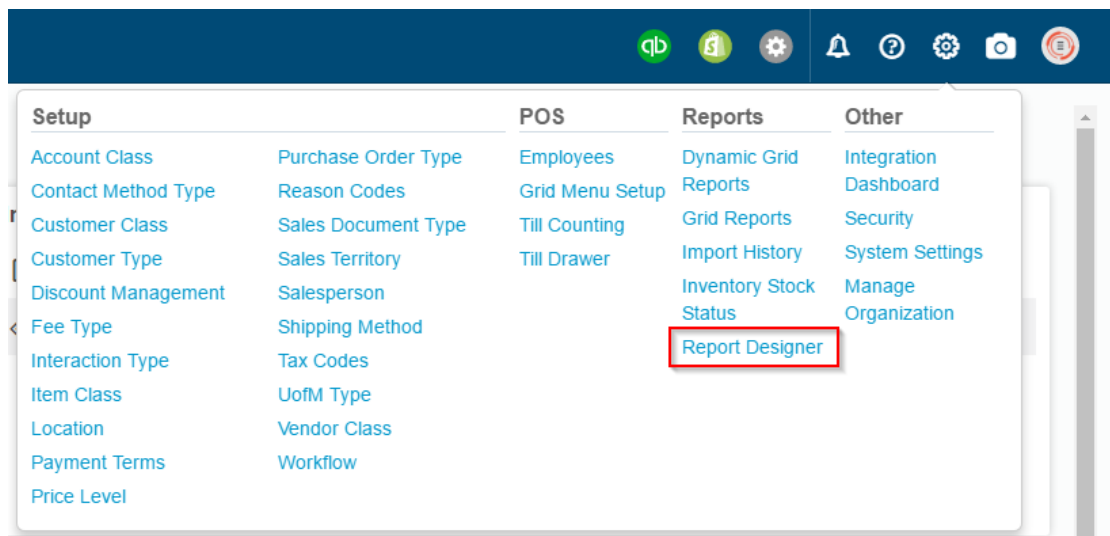 qb
Setup
Account Class
Contact Method Type
Customer Class
Customer Type
Discount Management
Fee Type
Interaction Type
Item Class
Location
Payment Terms
Price Level
Purchase Order Type
Reason Codes
Sales Document Type
Sales Territory
Salesperson
Shipping Method
Tax Codes
UofM Type
Vendor Class
Workflow
POS
Employees
Grid Menu Setup
Till Counting
Till Drawer
Reports
Dynamic Grid
Reports
Grid Reports
Import History
Inventory Stock
Status
Report Designer
Other
Integration
Dashboard
Security
System Settings
Manage
Organization